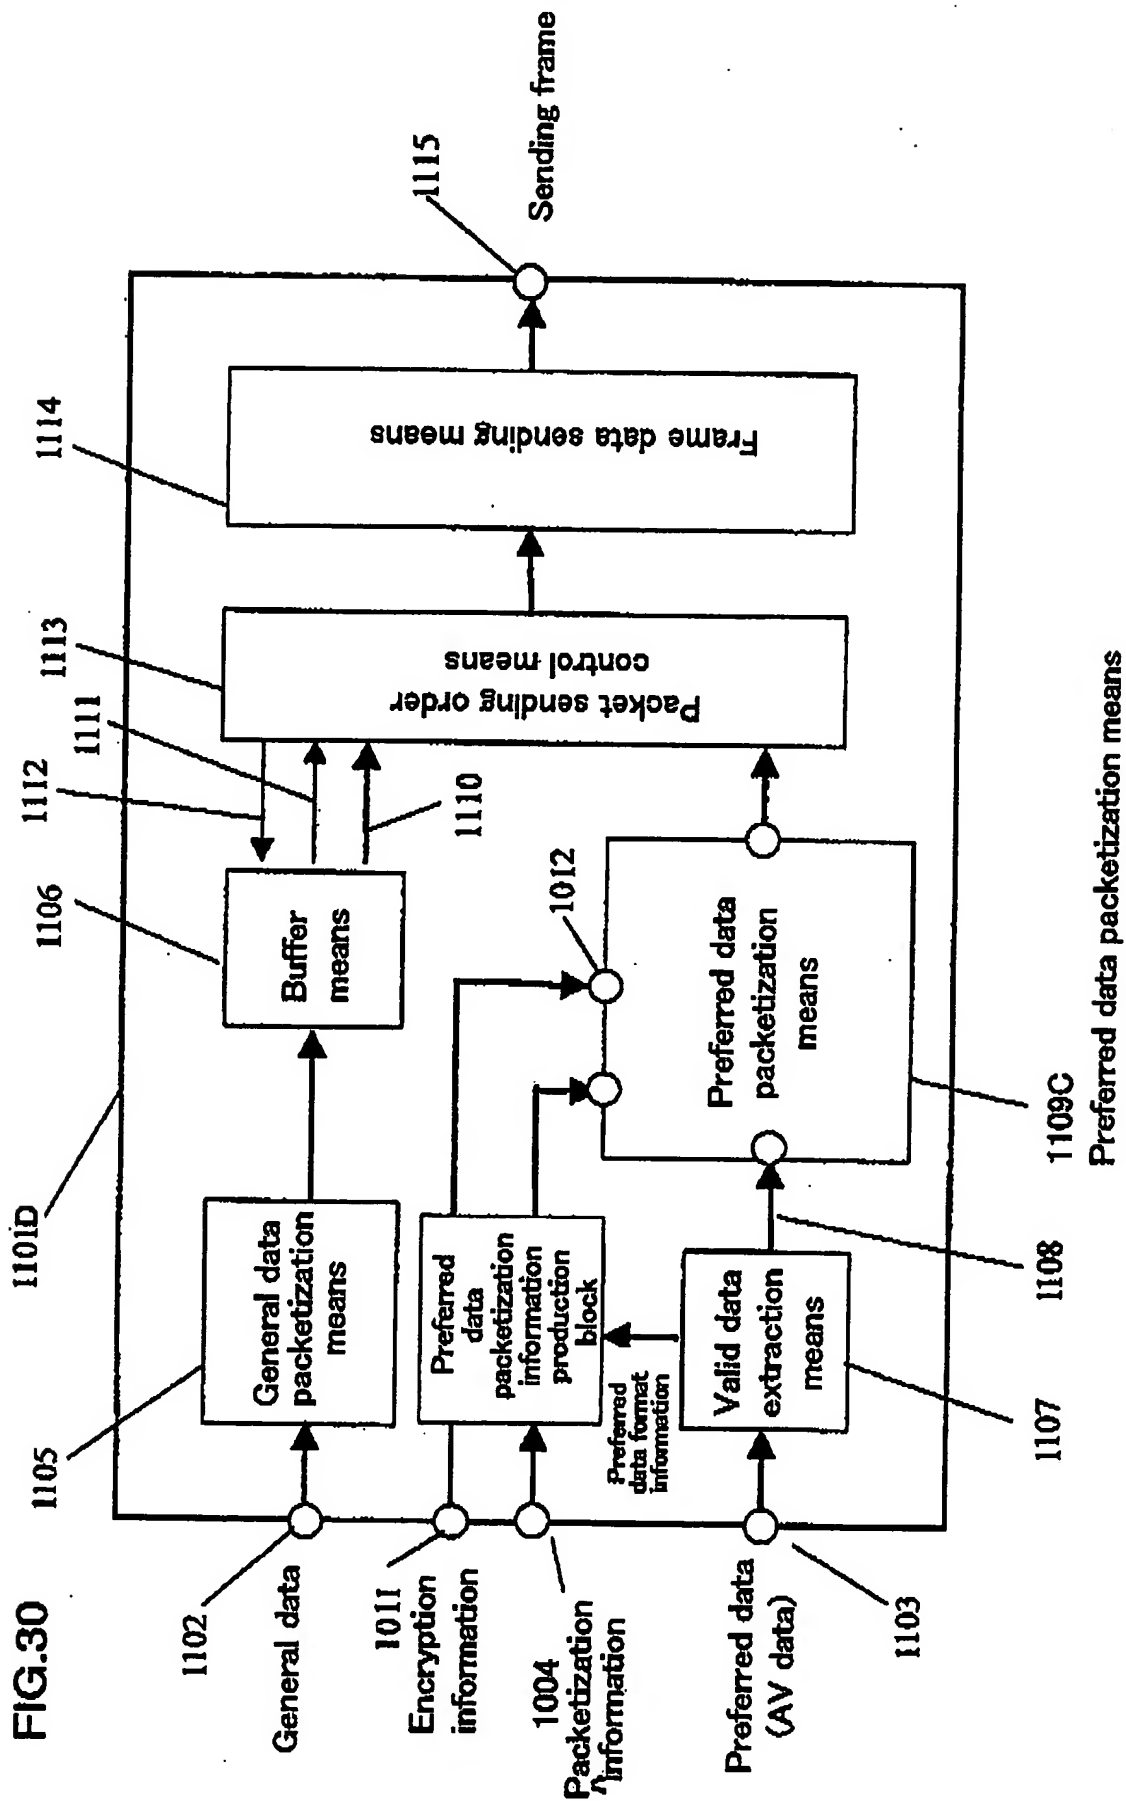 FIG.30
1101D
1102
General data
1105
General data
packetization
means
1106
Buffer
means
1112
1111
1110
1113
Packet sending order
control means
1114
Frame data sending means
1115
Sending frame
1011
Encryption
information
1004
Packetization
information
Preferred
data
packetization
information
production
block
1012
Preferred
data format
information
Preferred data
(AV data)
1103
Valid data
extraction
means
1107
1108
Preferred data
packetization
means
1109C
Preferred data packetization means